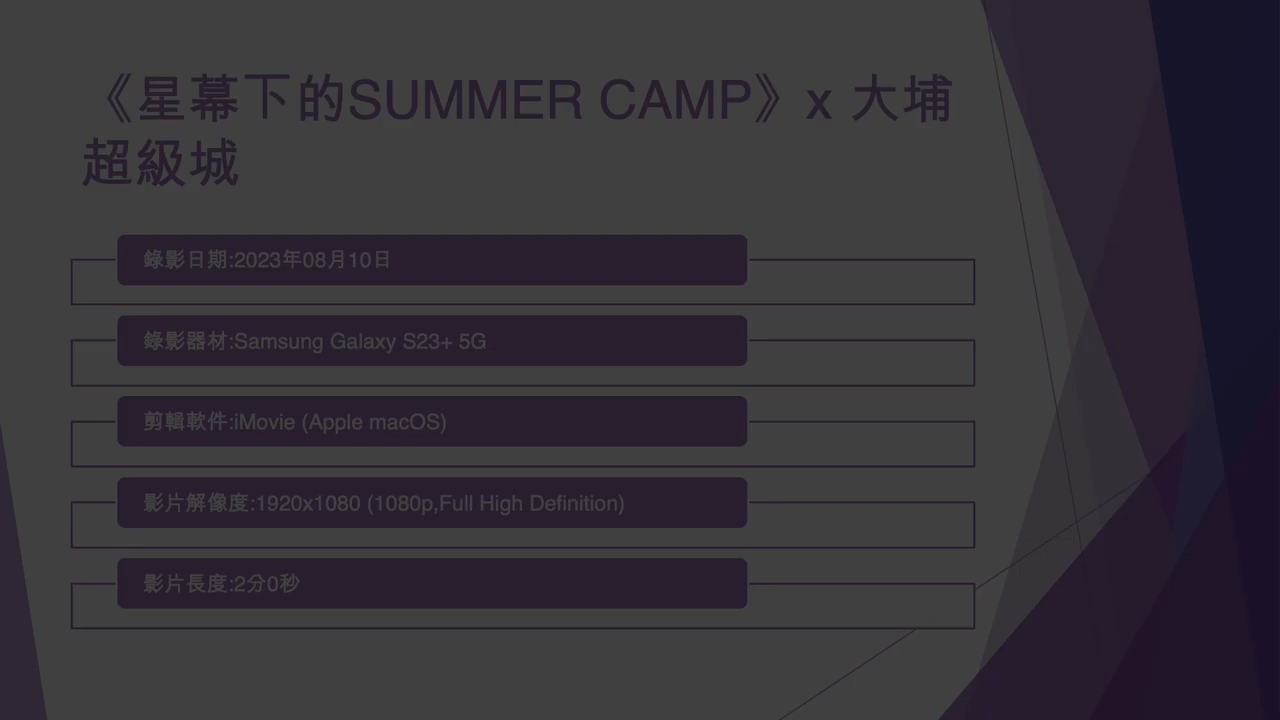 《星幕下的SUMMER CAMP》x 大埔
超級城
錄影日期:2023年08月10日
錄影器材:Samsung Galaxy S23+ 5G
剪輯軟件:iMovie (Apple macOS)
影片解像度:1920x1080 (1080p,Full High Definition)
影片長度:2分0秒